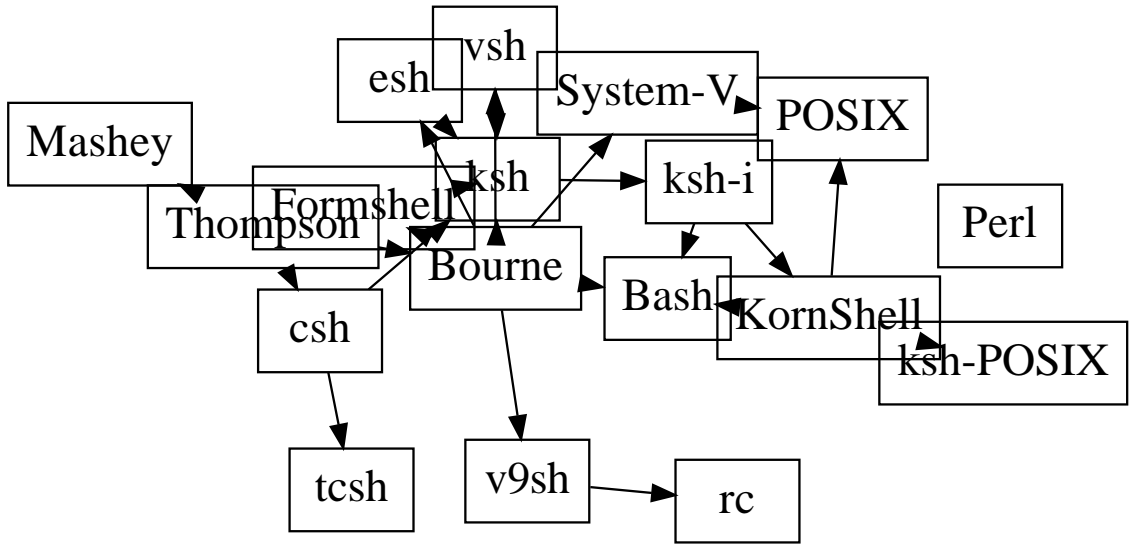 vsh
esh
System-V
POSIX
Mashey
ksh
ksh-i
Formshell
Thompson
Perl
Bourne
Bash
KornShell
csh
ksh-POSIX
tcsh
v9sh
rc